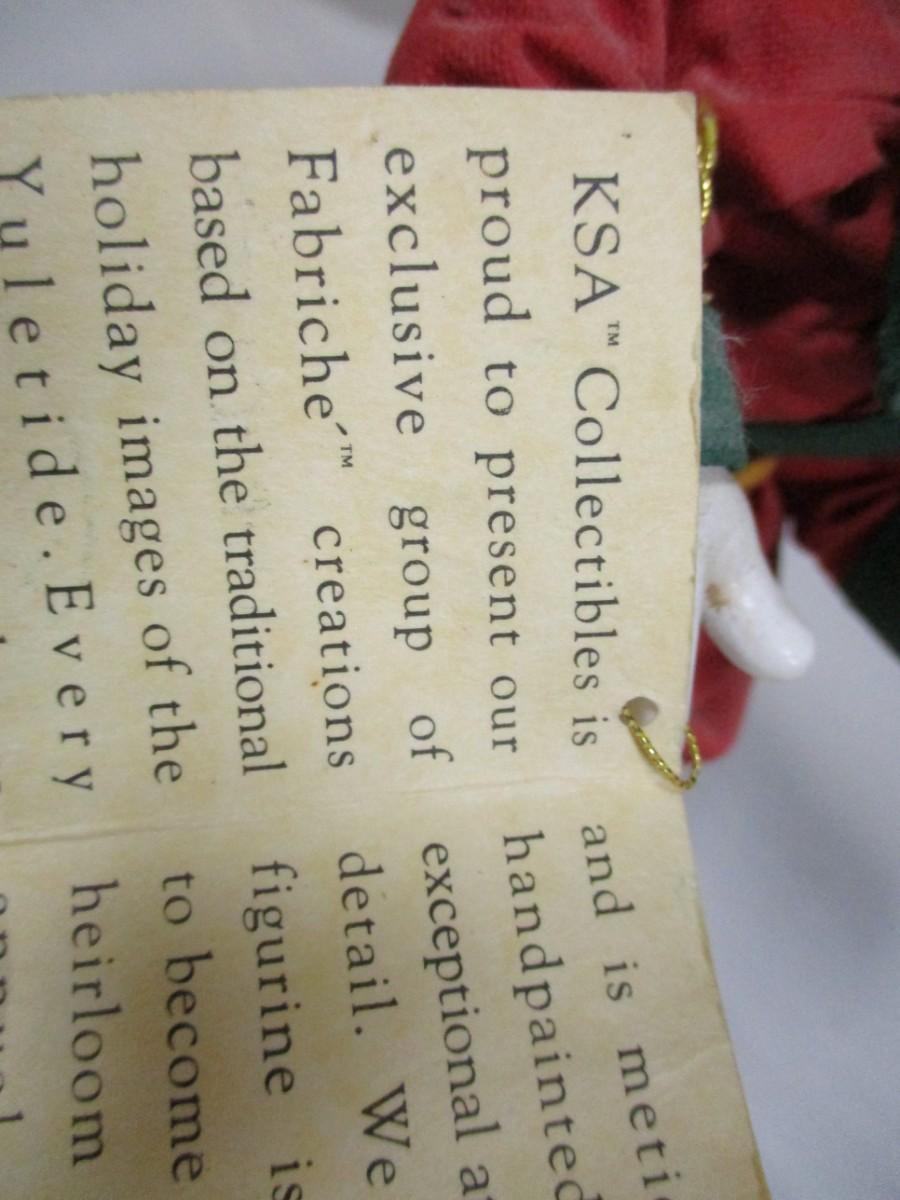 KSA™ Collectibles is
proud to present our
exclusive group of
Fabriche´™ creations
based on the traditional
holiday images of the
Yuletide. Every
and is
handpainted
exceptional
detail. We
figurine is
to become
heirloom